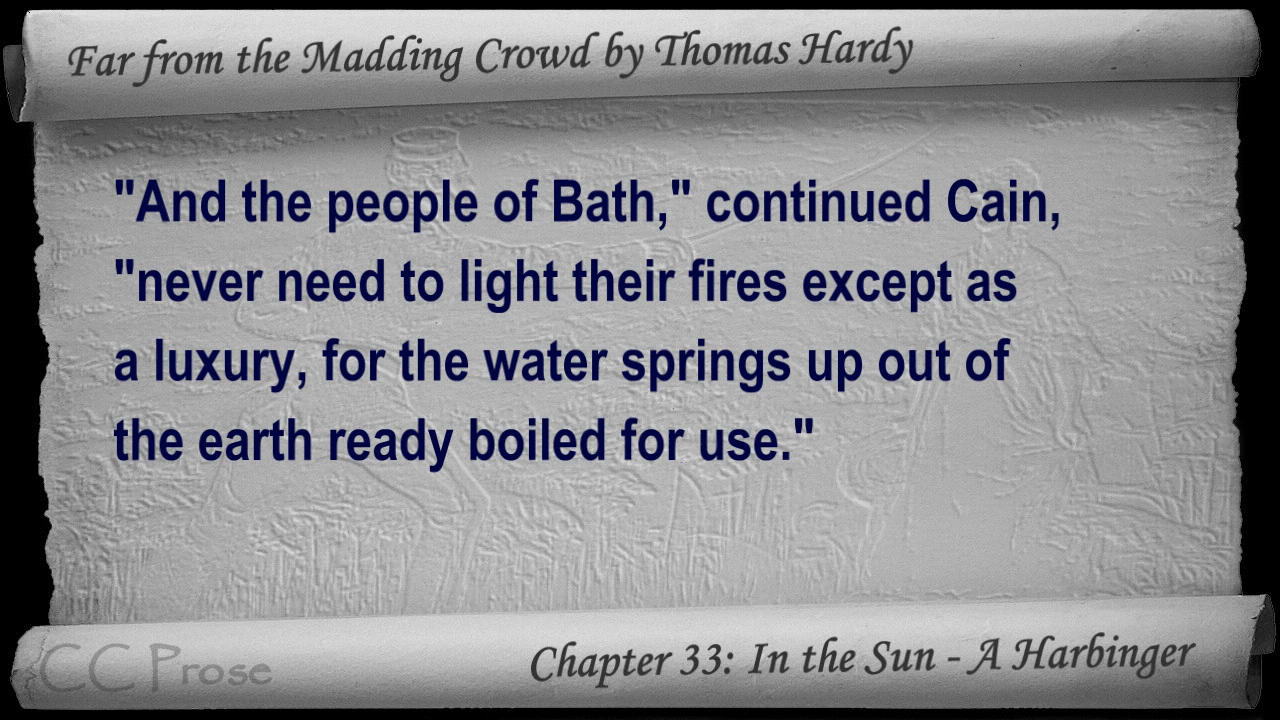 Far from the Madding Crowd by Thomas Hardy
"And the people of Bath," continued Cain,
"never need to light their fires except as
a luxury, for the water springs up out of
the earth ready boiled for use."
CC Prose
Chapter 33: In the Sun - A Harbinger